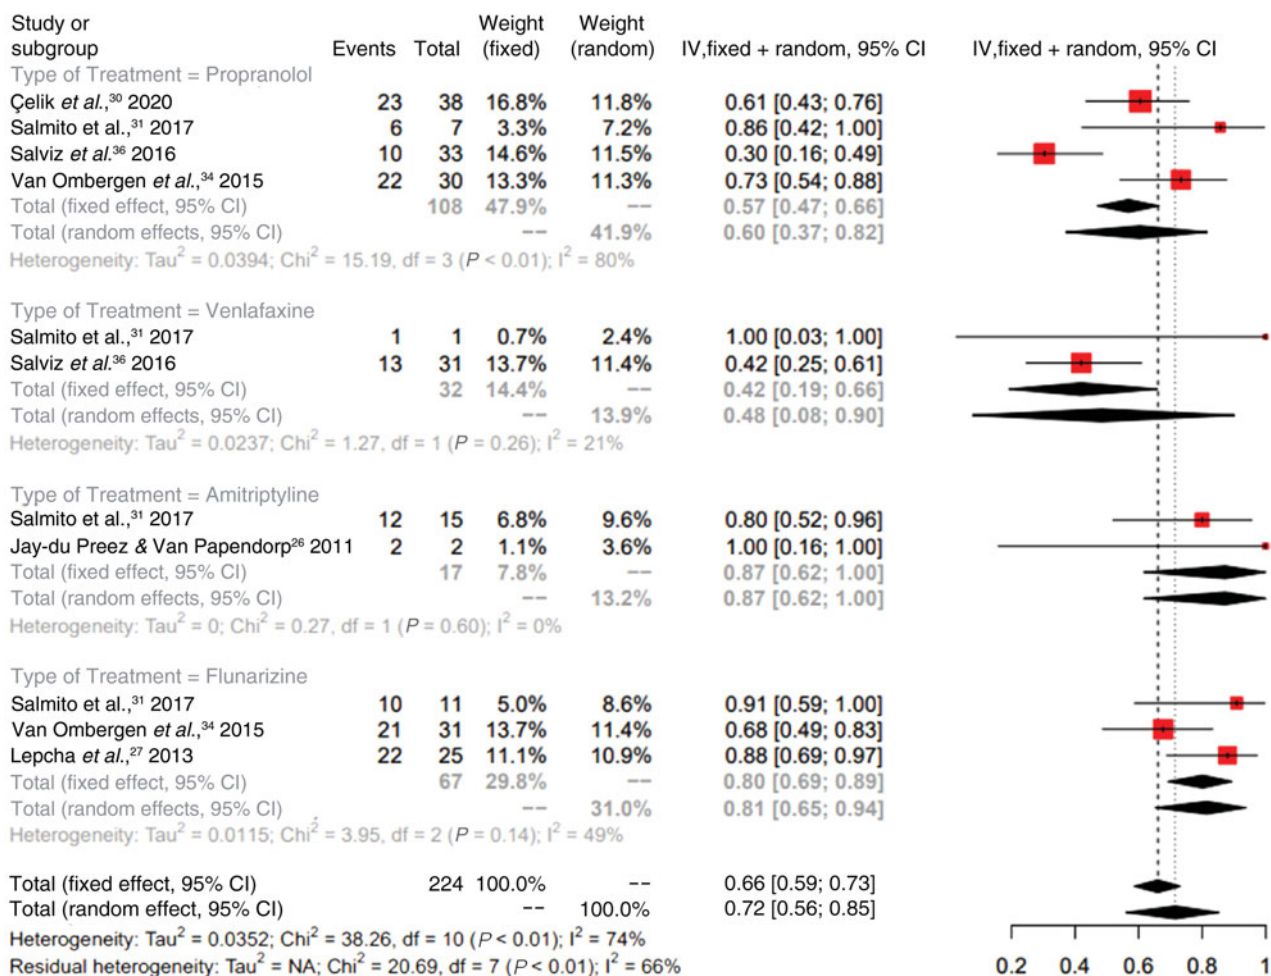 Study or subgroup Events Total Weight (fixed) Weight (random) IV,fixed + random, 95% CI IV,fixed + random, 95% CI
Type of Treatment = Propranolol
Çelik et al.,30 2020 23 38 16.8% 11.8% 0.61 [0.43; 0.76]
Salmito et al.,31 2017 6 7 3.3% 7.2% 0.86 [0.42; 1.00]
Salviz et al.36 2016 10 33 14.6% 11.5% 0.30 [0.16; 0.49]
Van Ombergen et al.,34 2015 22 30 13.3% 11.3% 0.73 [0.54; 0.88]
Total (fixed effect, 95% CI) 108 47.9% -- 0.57 [0.47; 0.66]
Total (random effects, 95% CI) -- 41.9% 0.60 [0.37; 0.82]
Heterogeneity: Tau2 = 0.0394; Chi2 = 15.19, df = 3 (P < 0.01); I2 = 80%
Type of Treatment = Venlafaxine
Salmito et al.,31 2017 1 1 0.7% 2.4% 1.00 [0.03; 1.00]
Salviz et al.36 2016 13 31 13.7% 11.4% 0.42 [0.25; 0.61]
Total (fixed effect, 95% CI) 32 14.4% -- 0.42 [0.19; 0.66]
Total (random effects, 95% CI) -- 13.9% 0.48 [0.08; 0.90]
Heterogeneity: Tau2 = 0.0237; Chi2 = 1.27, df = 1 (P = 0.26); I2 = 21%
Type of Treatment = Amitriptyline
Salmito et al.,31 2017 12 15 6.8% 9.6% 0.80 [0.52; 0.96]
Jay-du Preez & Van Papendorp26 2011 2 2 1.1% 3.6% 1.00 [0.16; 1.00]
Total (fixed effect, 95% CI) 17 7.8% -- 0.87 [0.62; 1.00]
Total (random effects, 95% CI) -- 13.2% 0.87 [0.62; 1.00]
Heterogeneity: Tau2 = 0; Chi2 = 0.27, df = 1 (P = 0.60); I2 = 0%
Type of Treatment = Flunarizine
Salmito et al.,31 2017 10 11 5.0% 8.6% 0.91 [0.59; 1.00]
Van Ombergen et al.,34 2015 21 31 13.7% 11.4% 0.68 [0.49; 0.83]
Lepcha et al.,27 2013 22 25 11.1% 10.9% 0.88 [0.69; 0.97]
Total (fixed effect, 95% CI) 67 29.8% -- 0.80 [0.69; 0.89]
Total (random effects, 95% CI) -- 31.0% 0.81 [0.65; 0.94]
Heterogeneity: Tau2 = 0.0115; Chi2 = 3.95, df = 2 (P = 0.14); I2 = 49%
Total (fixed effect, 95% CI) 224 100.0% -- 0.66 [0.59; 0.73]
Total (random effect, 95% CI) -- 100.0% 0.72 [0.56; 0.85]
Heterogeneity: Tau2 = 0.0352; Chi2 = 38.26, df = 10 (P < 0.01); I2 = 74%
Residual heterogeneity: Tau2 = NA; Chi2 = 20.69, df = 7 (P < 0.01); I2 = 66%
0.2 0.4 0.6 0.8 1